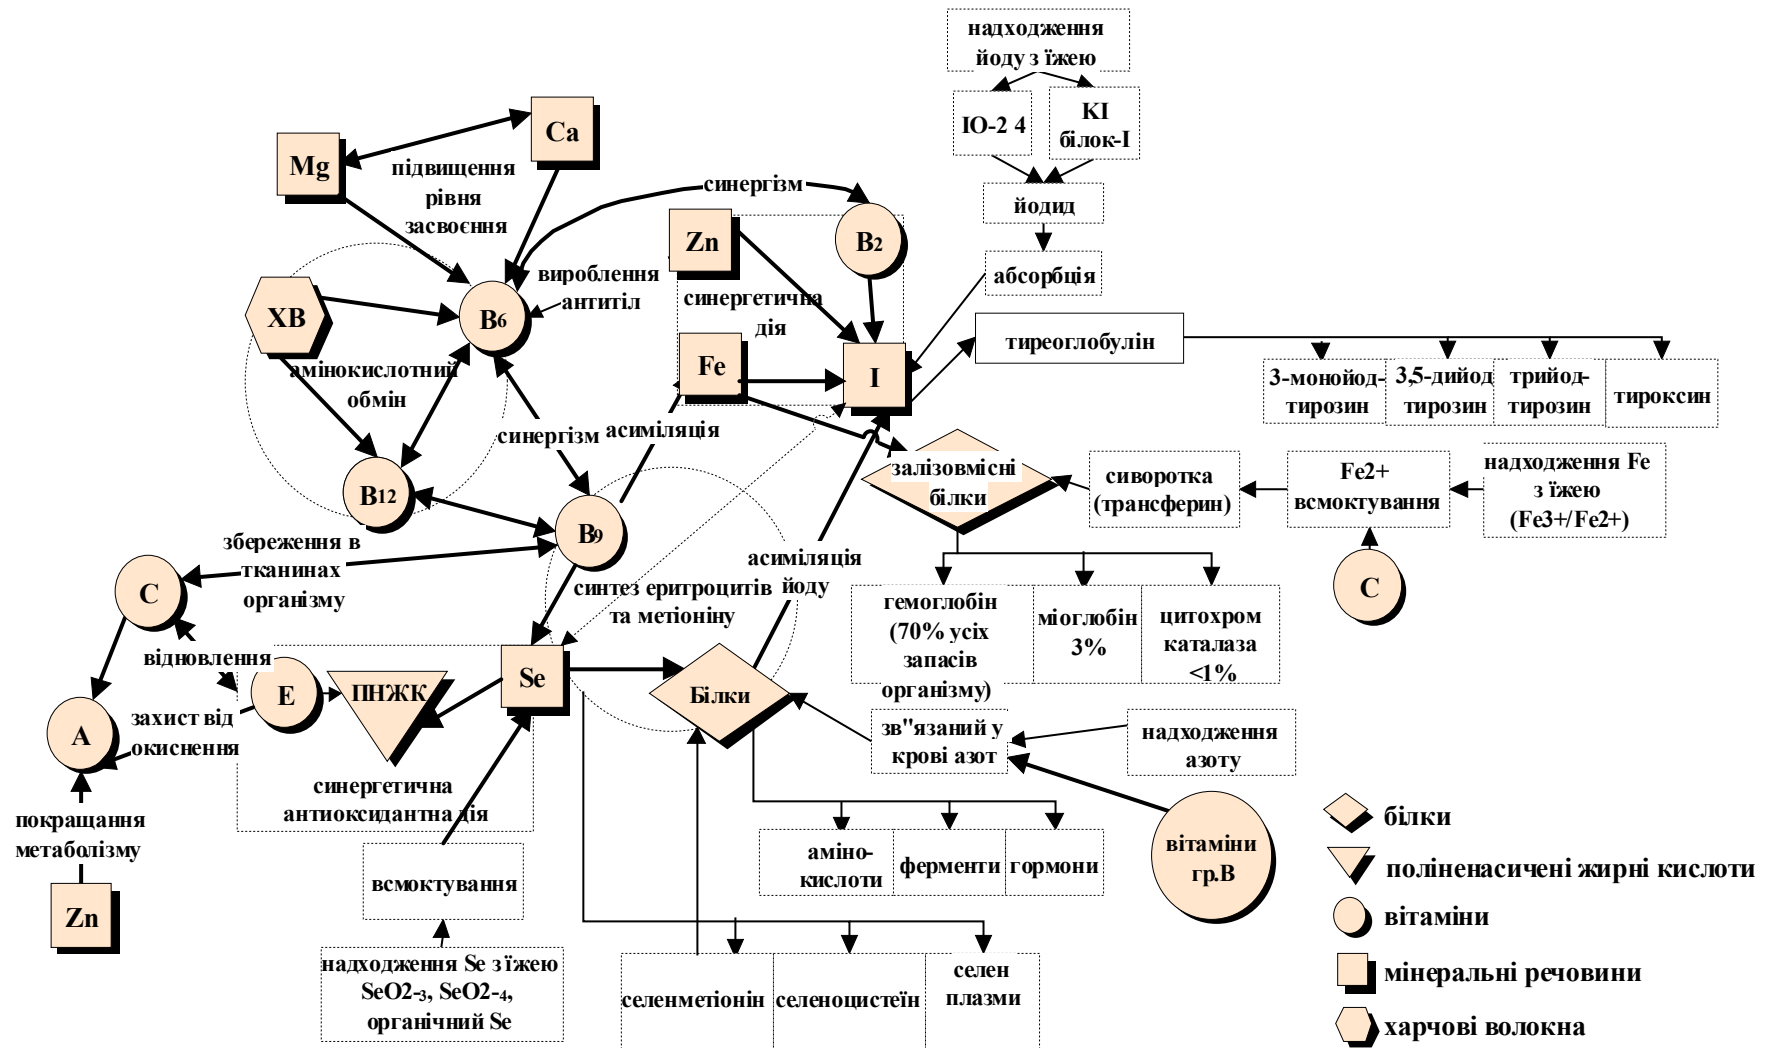 надходження
йоду з їжею
IO-2 4
KI
білок-I
йодид
абсорбція
Mg
Ca
підвищення
рівня
засвоєння
синергізм
Zn
B2
вироблення
антитіл
синергетична
дія
ХВ
B6
Fe
I
тиреоглобулін
3-монойод-
тирозин
3,5-дийод
тирозин
трийод-
тирозин
тироксин
амінокислотний
обмін
синергізм
асиміляція
B12
B9
залізовмісні
білки
сиворотка
(трансферин)
Fe2+
всмоктування
надходження Fe
з їжею
(Fe3+/Fe2+)
C
збереження в
тканинах
організму
C
синтез еритроцитів
та метіоніну
асиміляція
йоду
гемоглобін
(70% усіх
запасів
організму)
міоглобін
3%
цитохром
каталаза
<1%
відновлення
E
ПНЖК
Se
Білки
A
захист від
окиснення
синергетична
антиоксидантна дія
зв"язаний у
крові азот
надходження
азоту
покращання
метаболізму
Zn
всмоктування
аміно-
кислоти
ферменти
гормони
вітаміни
гр.В
надходження Se з їжею
SeO2-3, SeO2-4,
органічний Se
селенметіонін
селеноцистеїн
селен
плазми
білки
поліненасичені жирні кислоти
вітаміни
мінеральні речовини
харчові волокна